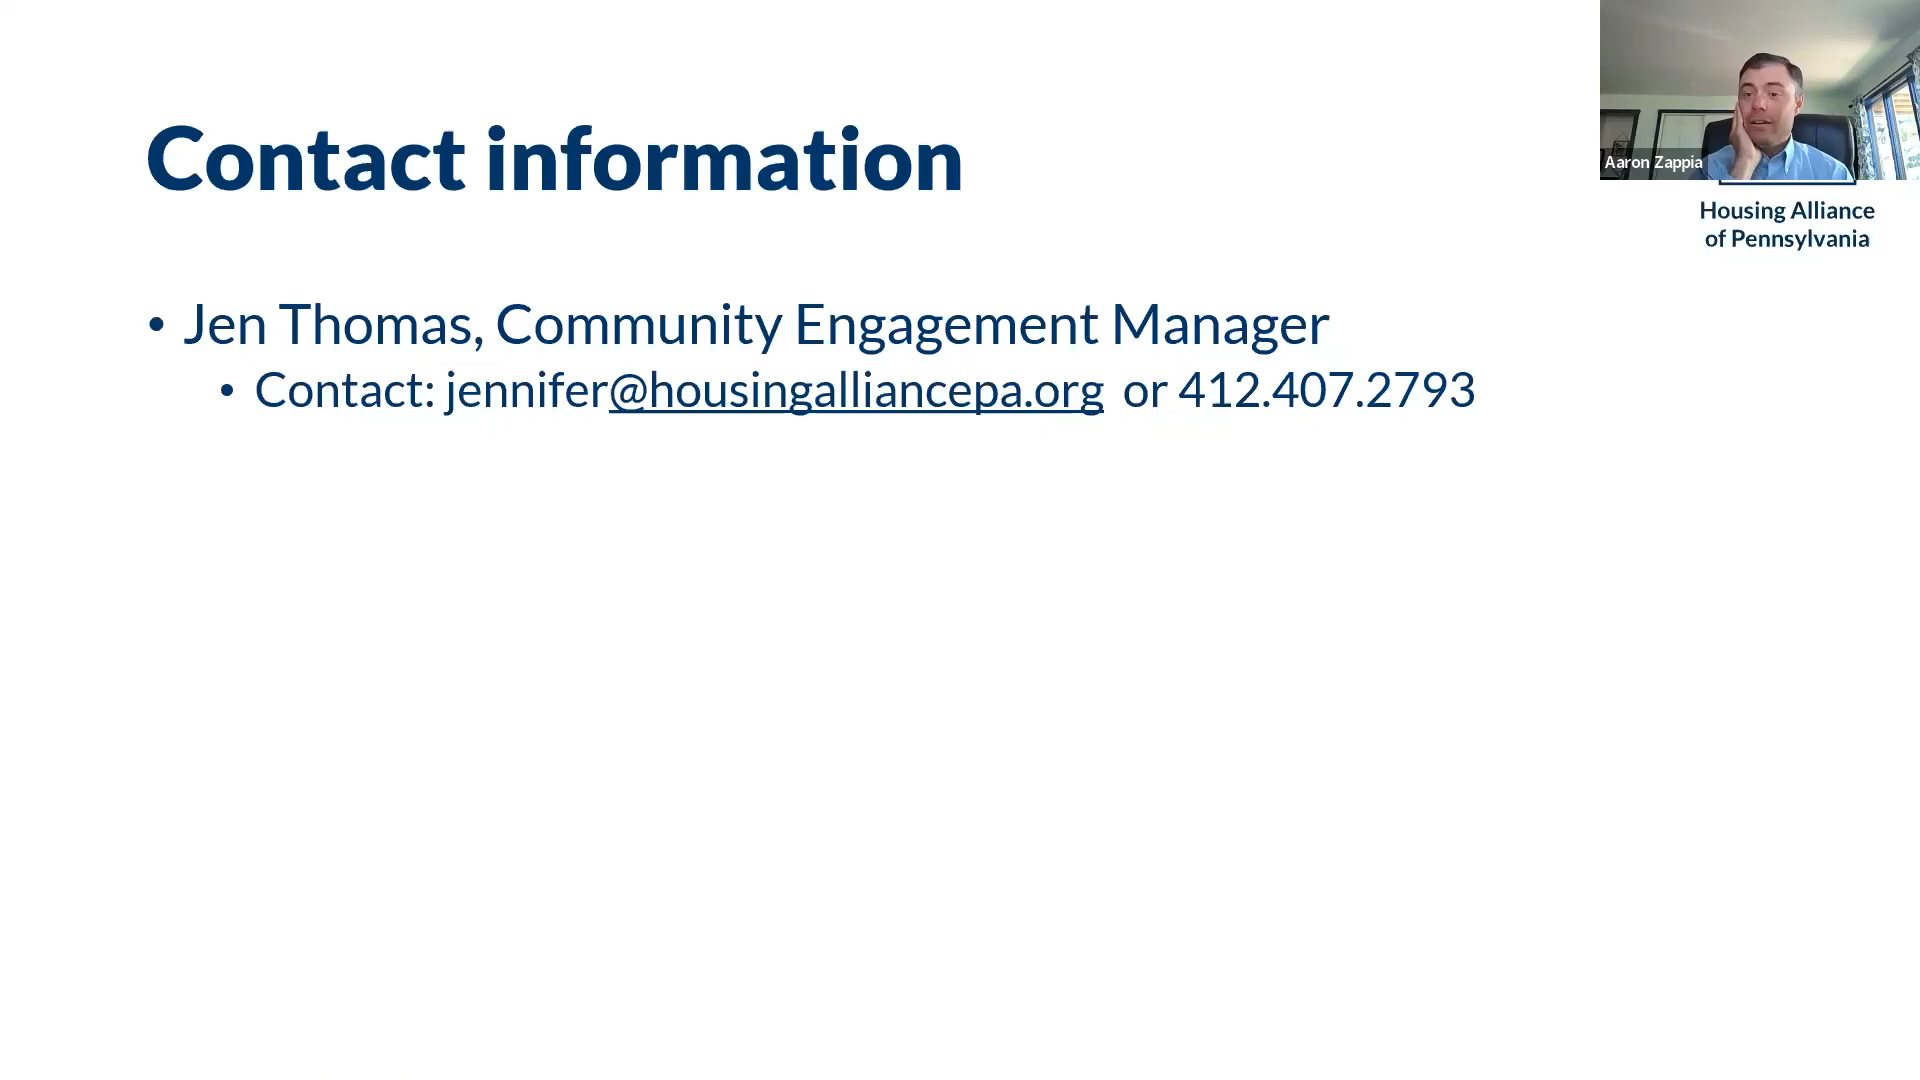 Contact information
Aaron Zappia
Housing Alliance
of Pennsylvania
• Jen Thomas, Community Engagement Manager
• Contact: jennifer@housingalliancepa.org or 412.407.2793